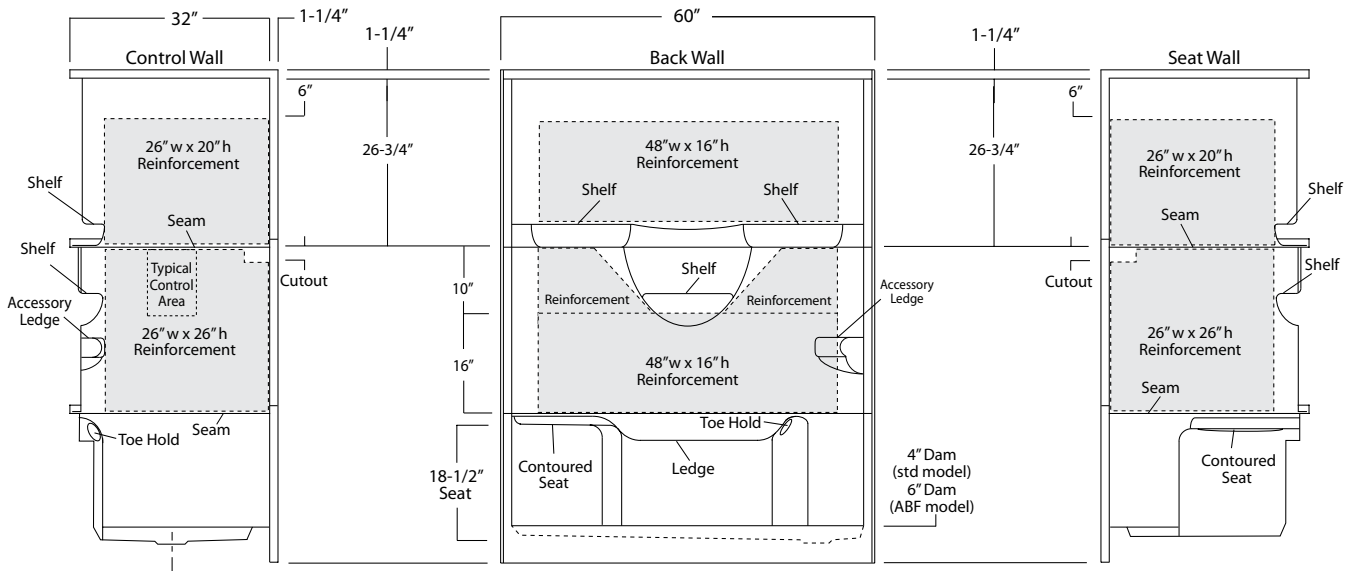 32”
1-1/4”
1-1/4”
60”
1-1/4”
Control Wall
Back Wall
Seat Wall
6”
6”
26”w x 20”h
Reinforcement
26-3/4”
48”w x 16”h
Reinforcement
26-3/4”
26”w x 20”h
Reinforcement
Shelf
Shelf
Shelf
Shelf
Seam
Seam
Shelf
Typical
Control
Area
Cutout
Shelf
Cutout
Shelf
Accessory
Ledge
10”
Reinforcement
Reinforcement
Accessory
Ledge
26”w x 26”h
Reinforcement
16”
48”w x 16”h
Reinforcement
26”w x 26”h
Reinforcement
Seam
Toe Hold
Seam
Toe Hold
18-1/2”
Seat
Contoured
Seat
Ledge
4” Dam
(std model)
6” Dam
(ABF model)
Contoured
Seat